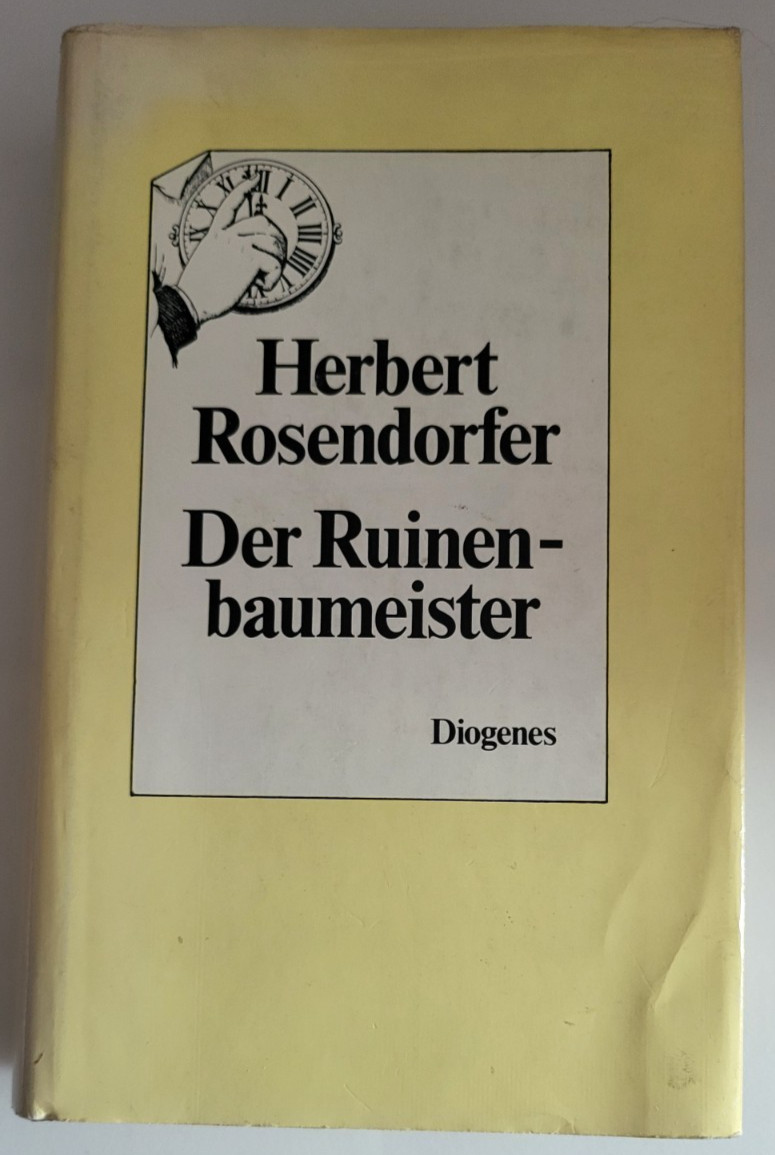 Herbert
Rosendorfer
Der Ruinen-
baumeister
Diogenes